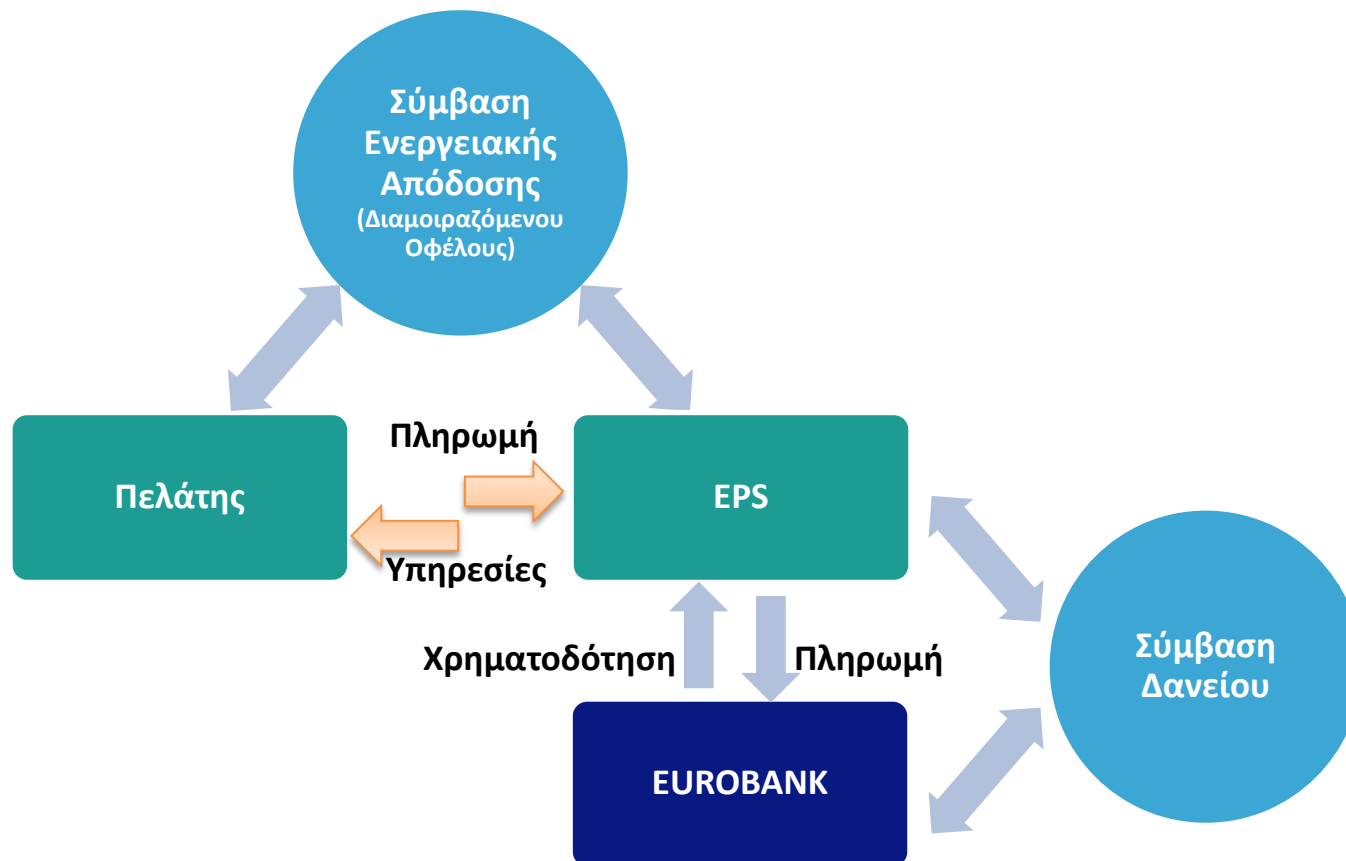 Σύμβαση
Ενεργειακής
Απόδοσης
(Διαμοιραζόμενου
Οφέλους)
Πληρωμή
Πελάτης
EPS
Υπηρεσίες
Χρηματοδότηση
Πληρωμή
Σύμβαση
Δανείου
EUROBANK